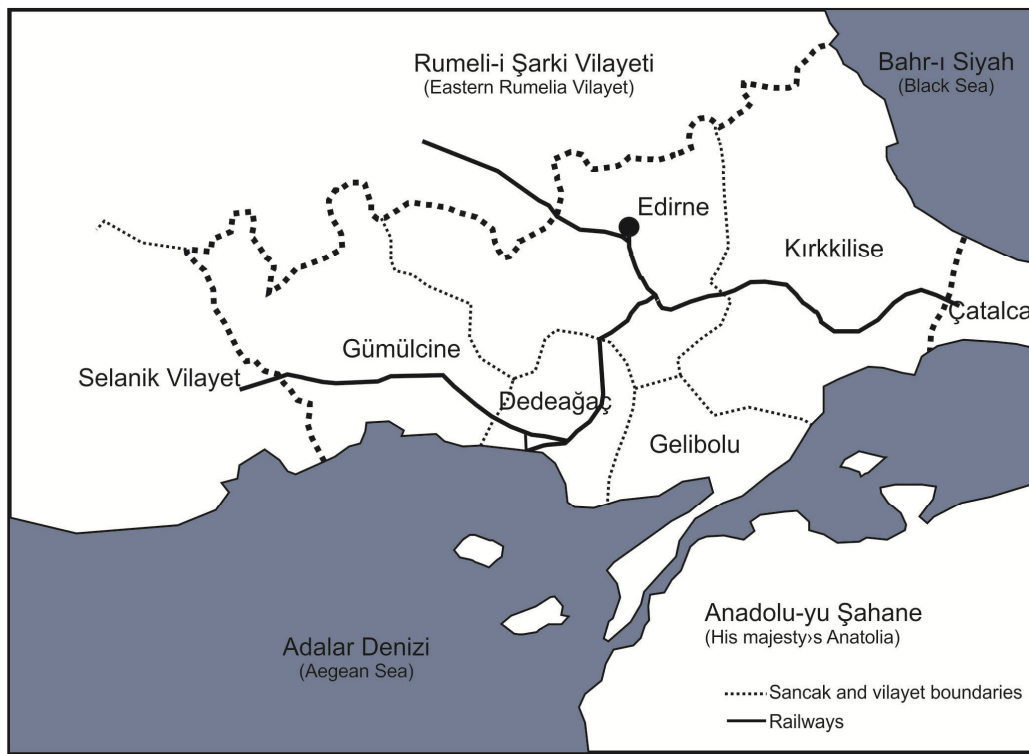 Rumeli-i Şarki Vilayeti
(Eastern Rumelia Vilayet)
Bahr-ı Siyah
(Black Sea)
Edirne
Kırkkilise
Çatalca
Gümülcine
Selanik Vilayet
Dedeağaç
Gelibolu
Anadolu-yu Şahane
(His majesty›s Anatolia)
Adalar Denizi
(Aegean Sea)
Sancak and vilayet boundaries
Railways